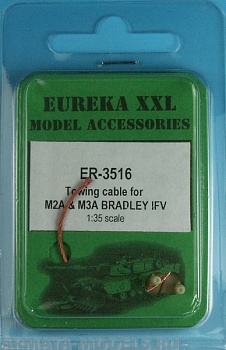 EUREKA XXL
MODEL ACCESSORIES
ER-3516
Towing cable for
M2A & M3A BRADLEY IFV
1:35 scale